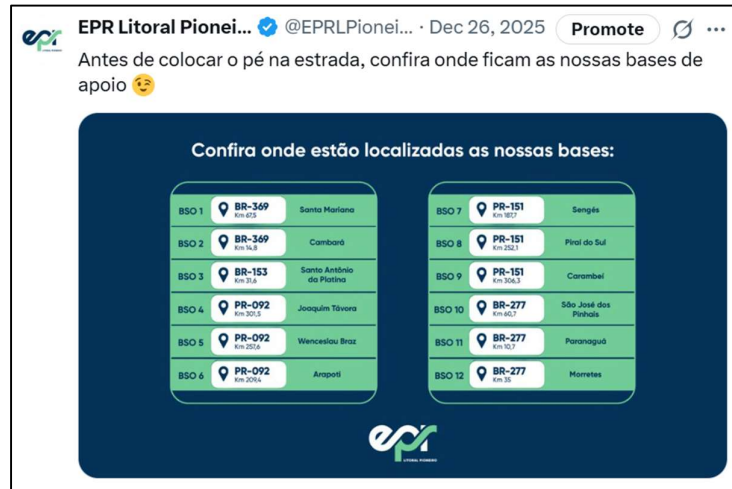 EPR Litoral Pionei... @EPRLPionei... · Dec 26, 2025 Promote
Antes de colocar o pé na estrada, confira onde ficam as nossas bases de
apoio 😉
Confira onde estão localizadas as nossas bases:
BSO 1 BR-369 Km 67,5 Santa Mariana
BSO 2 BR-369 Km 14,8 Cambará
BSO 3 BR-153 Km 31,6 Santo Antônio da Platina
BSO 4 PR-092 Km 301,5 Joaquim Távora
BSO 5 PR-092 Km 257,6 Wenceslau Braz
BSO 6 PR-092 Km 209,4 Arapoti
BSO 7 PR-151 Km 187,7 Sengés
BSO 8 PR-151 Km 252,1 Piraí do Sul
BSO 9 PR-151 Km 306,3 Carambeí
BSO 10 BR-277 Km 60,7 São José dos Pinhais
BSO 11 BR-277 Km 10,7 Paranaguá
BSO 12 BR-277 Km 35 Morretes
epr
LITORAL PIONEIRO